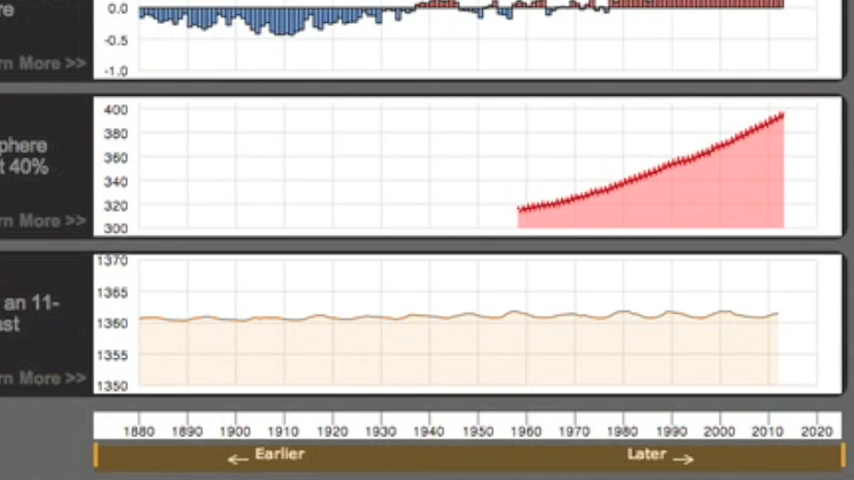 re
0.0
-0.5
rn More >>
-1.0
400
380
phere
360
t 40%
340
rn More >>
320
300
1370
1365
an 11-
1360
ast
1355
rn More >>
1350
1880 1890 1900 1910 1920 1930 1940 1950 1960 1970 1980 1990 2000 2010 2020
← Earlier Later →